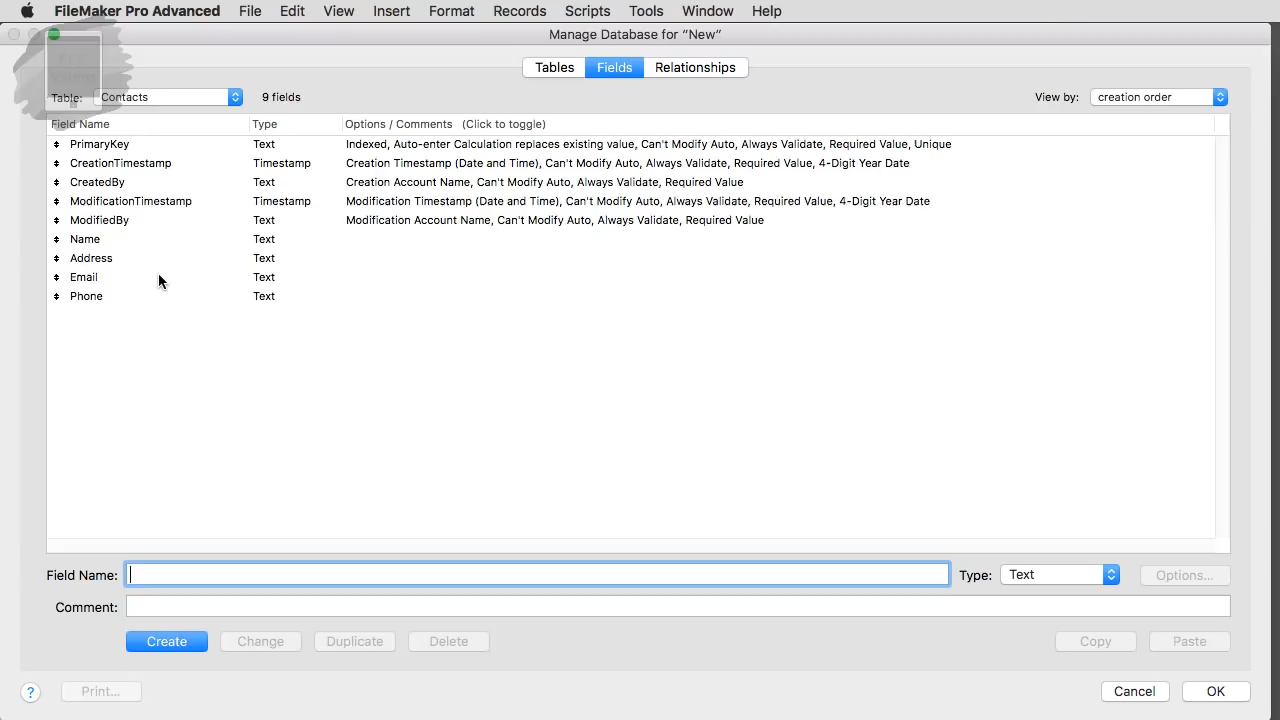 FileMaker Pro Advanced File Edit View Insert Format Records Scripts Tools Window Help
Manage Database for “New”
Tables Fields Relationships
Table: Contacts 9 fields View by: creation order
Field Name Type Options / Comments (Click to toggle)
PrimaryKey Text Indexed, Auto-enter Calculation replaces existing value, Can't Modify Auto, Always Validate, Required Value, Unique
CreationTimestamp Timestamp Creation Timestamp (Date and Time), Can't Modify Auto, Always Validate, Required Value, 4-Digit Year Date
CreatedBy Text Creation Account Name, Can't Modify Auto, Always Validate, Required Value
ModificationTimestamp Timestamp Modification Timestamp (Date and Time), Can't Modify Auto, Always Validate, Required Value, 4-Digit Year Date
ModifiedBy Text Modification Account Name, Can't Modify Auto, Always Validate, Required Value
Name Text
Address Text
Email Text
Phone Text
Field Name: Type: Text Options...
Comment:
Create Change Duplicate Delete Copy Paste
? Print... Cancel OK